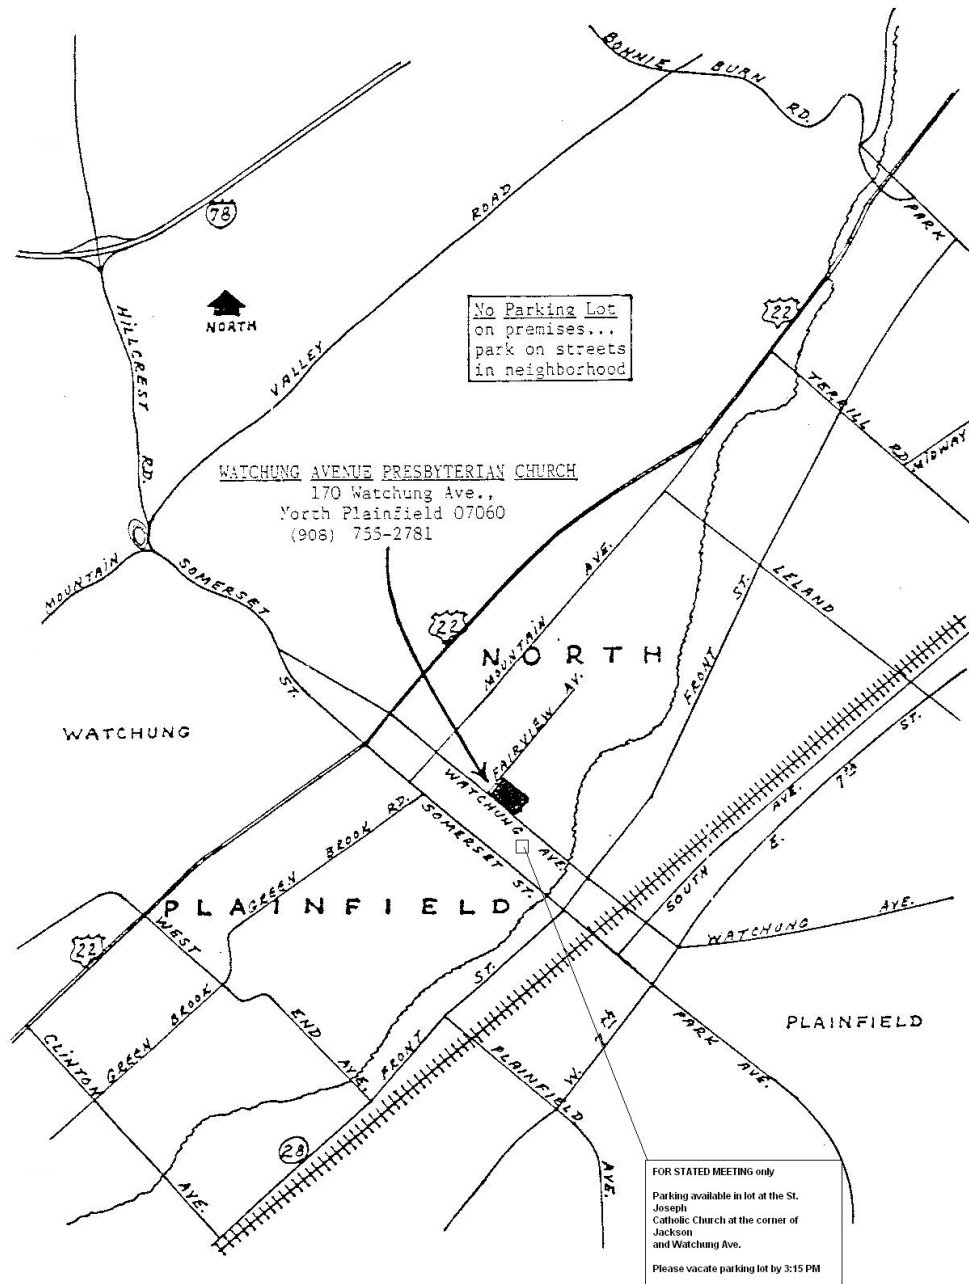 BONNIE BURN RD.
78
NORTH
HILLCREST RD.
VALLEY ROAD
PARK
No Parking Lot
on premises...
park on streets
in neighborhood
22
TERRILL RD.
MIDWAY
WATCHUNG AVENUE PRESBYTERIAN CHURCH
170 Watchung Ave.,
North Plainfield 07060
(908) 755-2781
MOUNTAIN
SOMERSET ST.
MOUNTAIN AVE.
LELAND
22
NORTH
FRONT ST.
WATCHUNG
FAIRVIEW AV.
WATCHUNG AVE.
SOMERSET ST.
GREEN BROOK RD.
SOUTH AVE.
E. 7TH ST.
PLAINFIELD
WATCHUNG AVE.
22
WEST END AVE.
GREEN BROOK
CLINTON AVE.
FRONT ST.
PLAINFIELD AVE.
W.
PARK AVE.
PLAINFIELD
28
FOR STATED MEETING only
Parking available in lot at the St.
Joseph
Catholic Church at the corner of
Jackson
and Watchung Ave.
Please vacate parking lot by 3:15 PM